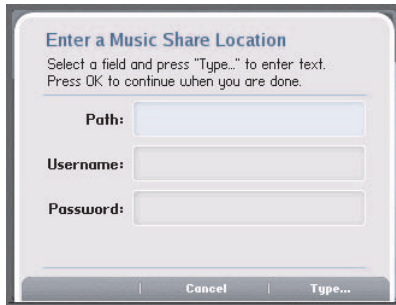 Enter a Music Share Location
Select a field and press "Type..." to enter text.
Press OK to continue when you are done.
Path:
Username:
Password:
Cancel
Type...